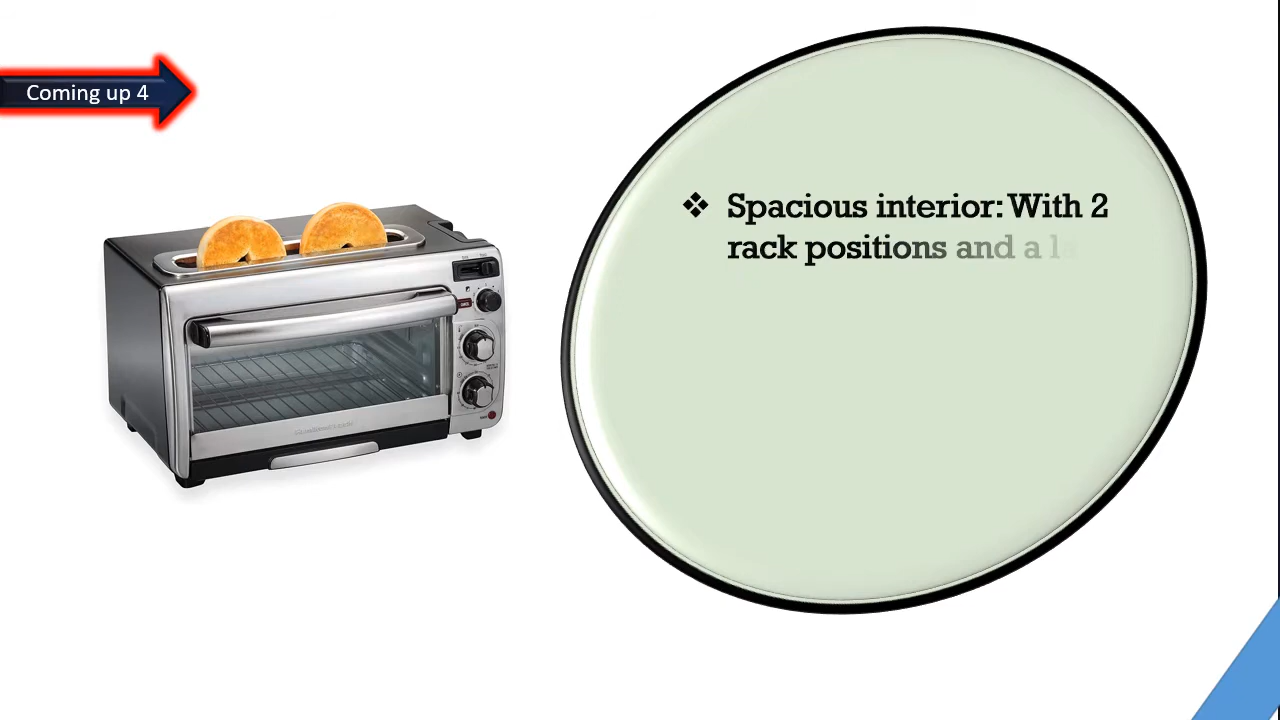 Coming up 4
❖ Spacious interior: With 2
rack positions and a